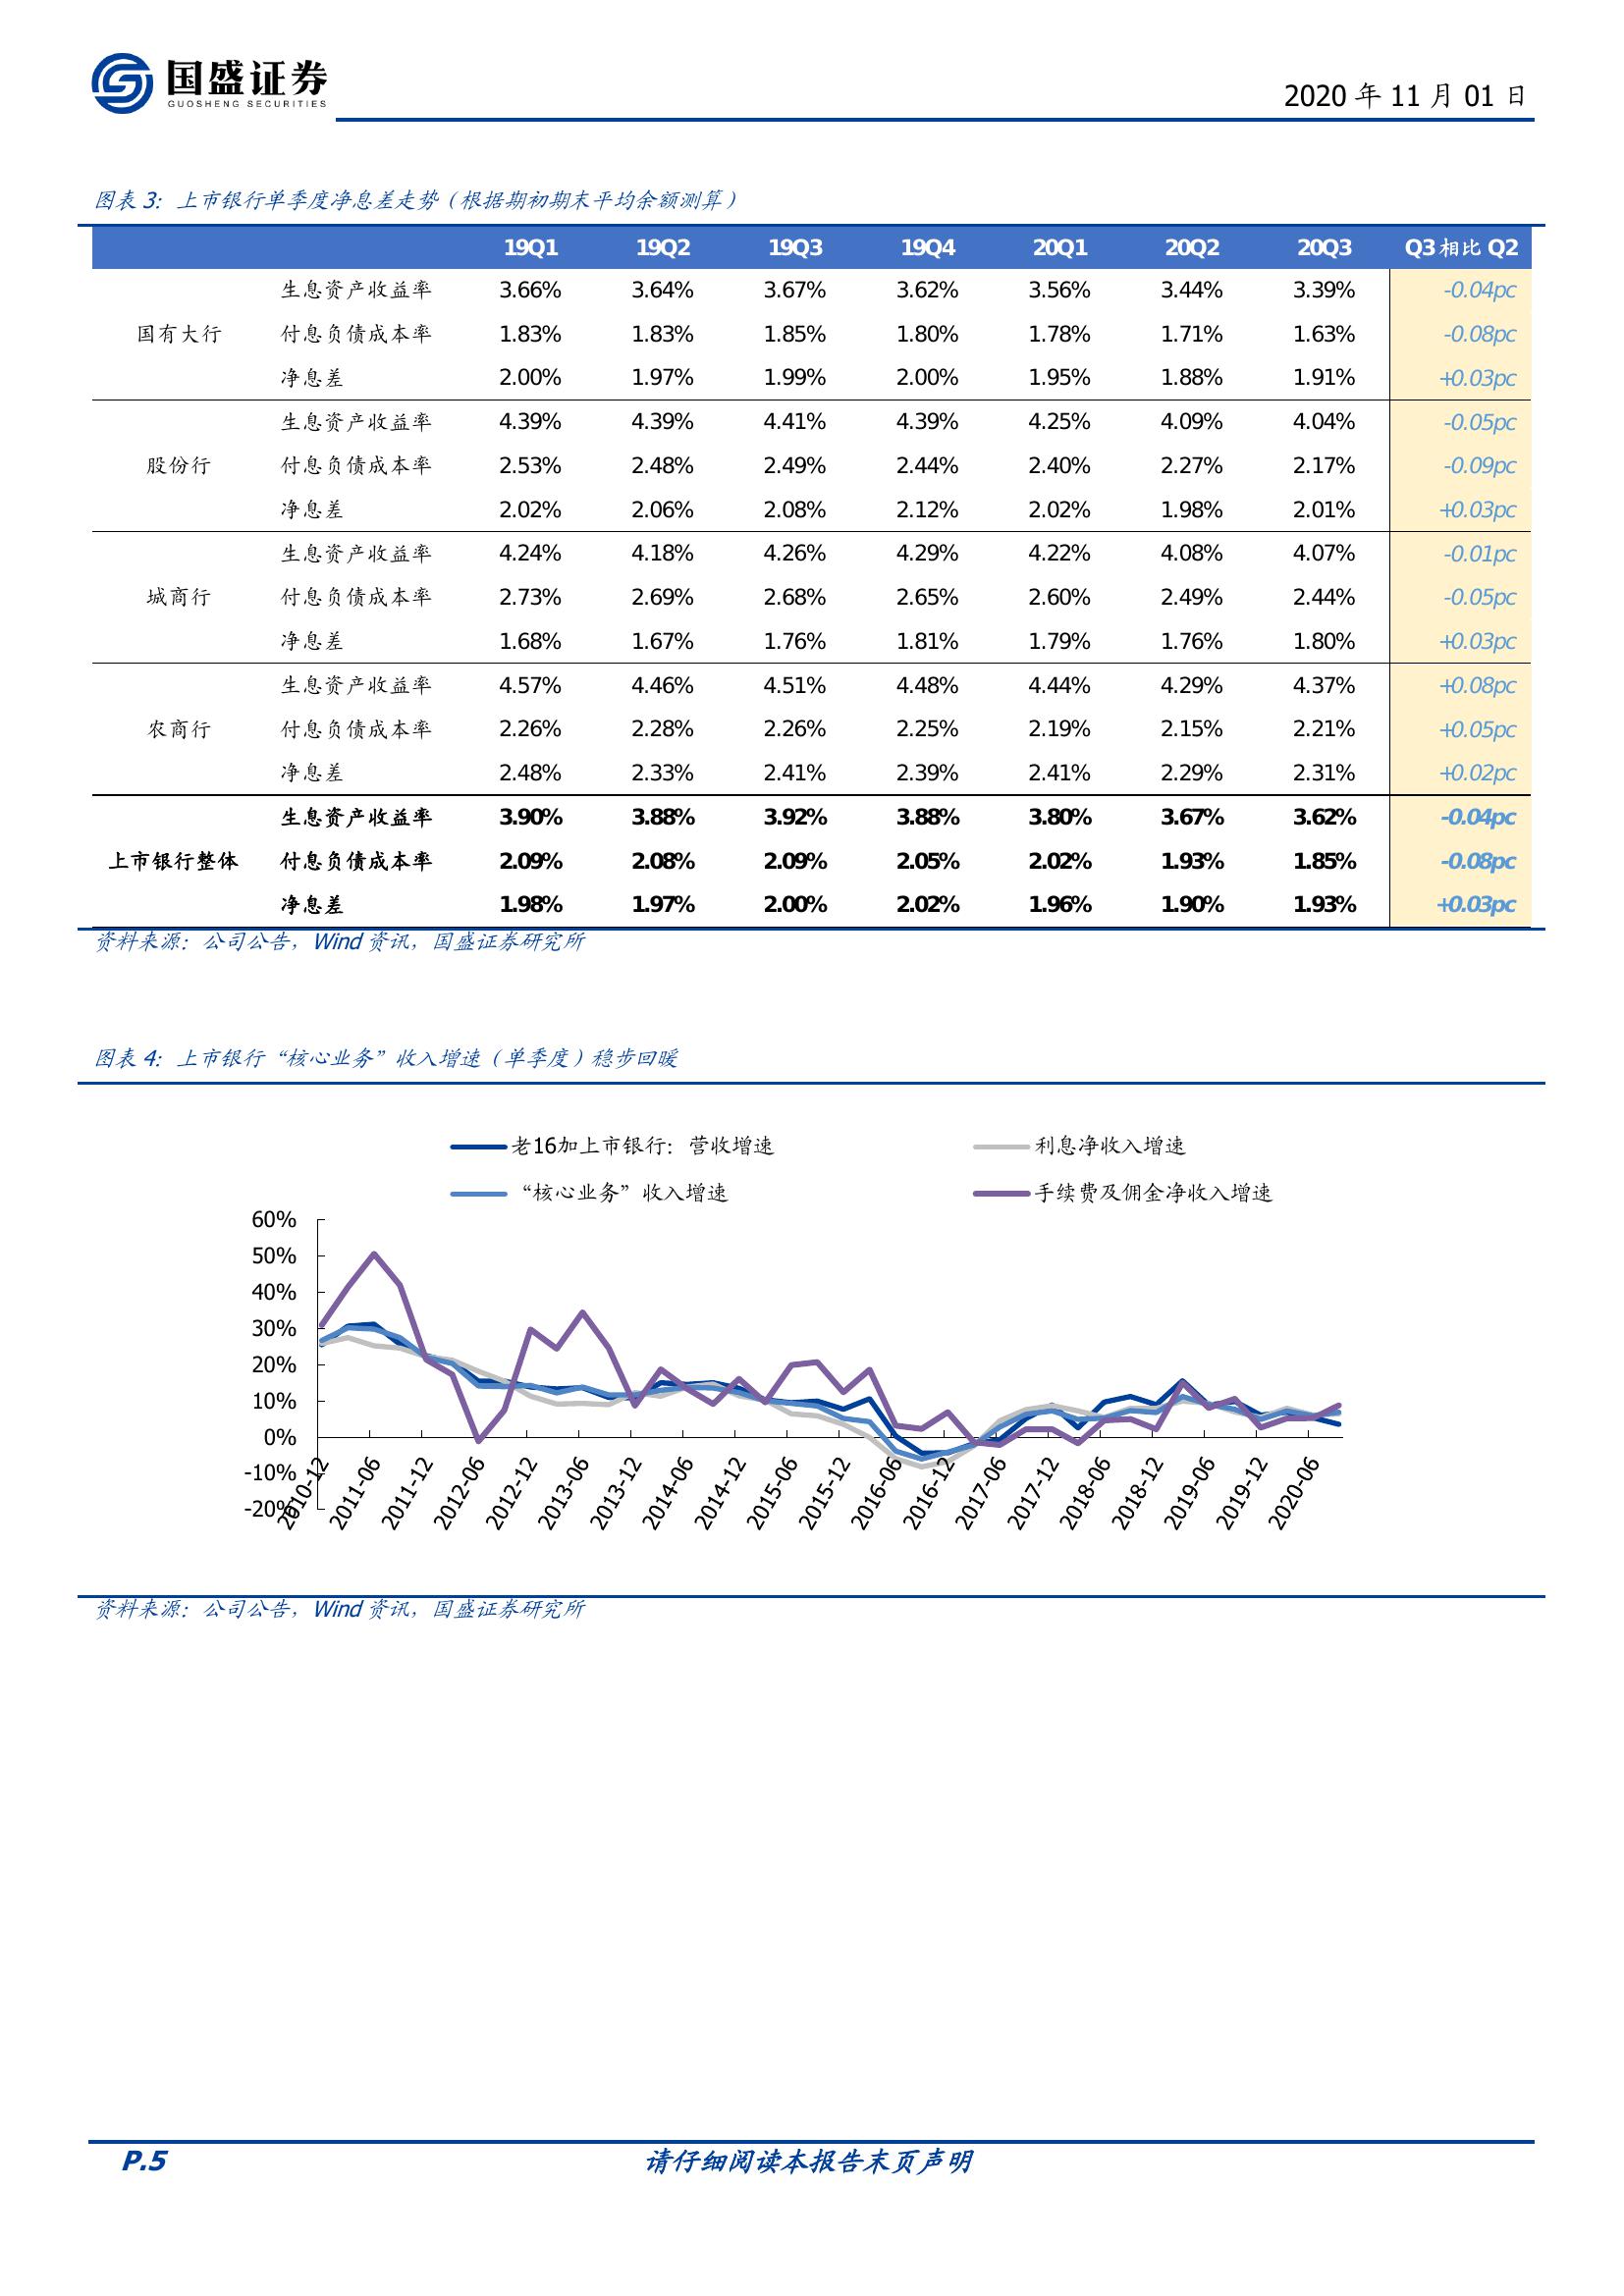 国盛证券
GUOSHENG SECURITIES
2020 年 11 月 01 日
图表 3：上市银行单季度净息差走势（根据期初期末平均余额测算）
19Q1 19Q2 19Q3 19Q4 20Q1 20Q2 20Q3 Q3 相比 Q2
生息资产收益率 3.66% 3.64% 3.67% 3.62% 3.56% 3.44% 3.39% -0.04pc
国有大行 付息负债成本率 1.83% 1.83% 1.85% 1.80% 1.78% 1.71% 1.63% -0.08pc
净息差 2.00% 1.97% 1.99% 2.00% 1.95% 1.88% 1.91% +0.03pc
生息资产收益率 4.39% 4.39% 4.41% 4.39% 4.25% 4.09% 4.04% -0.05pc
股份行 付息负债成本率 2.53% 2.48% 2.49% 2.44% 2.40% 2.27% 2.17% -0.09pc
净息差 2.02% 2.06% 2.08% 2.12% 2.02% 1.98% 2.01% +0.03pc
生息资产收益率 4.24% 4.18% 4.26% 4.29% 4.22% 4.08% 4.07% -0.01pc
城商行 付息负债成本率 2.73% 2.69% 2.68% 2.65% 2.60% 2.49% 2.44% -0.05pc
净息差 1.68% 1.67% 1.76% 1.81% 1.79% 1.76% 1.80% +0.03pc
生息资产收益率 4.57% 4.46% 4.51% 4.48% 4.44% 4.29% 4.37% +0.08pc
农商行 付息负债成本率 2.26% 2.28% 2.26% 2.25% 2.19% 2.15% 2.21% +0.05pc
净息差 2.48% 2.33% 2.41% 2.39% 2.41% 2.29% 2.31% +0.02pc
生息资产收益率 3.90% 3.88% 3.92% 3.88% 3.80% 3.67% 3.62% -0.04pc
上市银行整体 付息负债成本率 2.09% 2.08% 2.09% 2.05% 2.02% 1.93% 1.85% -0.08pc
净息差 1.98% 1.97% 2.00% 2.02% 1.96% 1.90% 1.93% +0.03pc
资料来源：公司公告，Wind 资讯，国盛证券研究所
图表 4：上市银行“核心业务”收入增速（单季度）稳步回暖
老16加上市银行：营收增速 利息净收入增速
“核心业务”收入增速 手续费及佣金净收入增速
60%
50%
40%
30%
20%
10%
0%
-10%
-20%
2010-12 2011-06 2011-12 2012-06 2012-12 2013-06 2013-12 2014-06 2014-12 2015-06 2015-12 2016-06 2016-12 2017-06 2017-12 2018-06 2018-12 2019-06 2019-12 2020-06
资料来源：公司公告，Wind 资讯，国盛证券研究所
P.5 请仔细阅读本报告末页声明